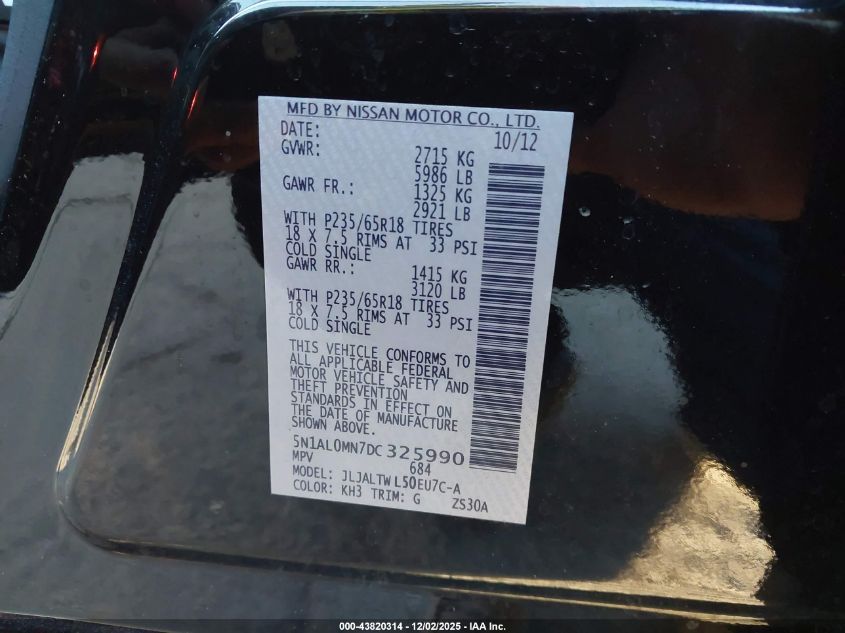 MFD BY NISSAN MOTOR CO., LTD.
DATE: 10/12
GVWR: 2715 KG
5986 LB
GAWR FR.: 1325 KG
2921 LB
WITH P235/65R18 TIRES
18 X 7.5 RIMS AT 33 PSI
COLD SINGLE
GAWR RR.: 1415 KG
3120 LB
WITH P235/65R18 TIRES
18 X 7.5 RIMS AT 33 PSI
COLD SINGLE
THIS VEHICLE CONFORMS TO
ALL APPLICABLE FEDERAL
MOTOR VEHICLE SAFETY AND
THEFT PREVENTION
STANDARDS IN EFFECT ON
THE DATE OF MANUFACTURE
SHOWN ABOVE.
5N1AL0MN7DC325990
MPV 684
MODEL: JLJALTWL50EU7C-A
COLOR: KH3 TRIM: G ZS30A
000-43820314 - 12/02/2025 - IAA Inc.